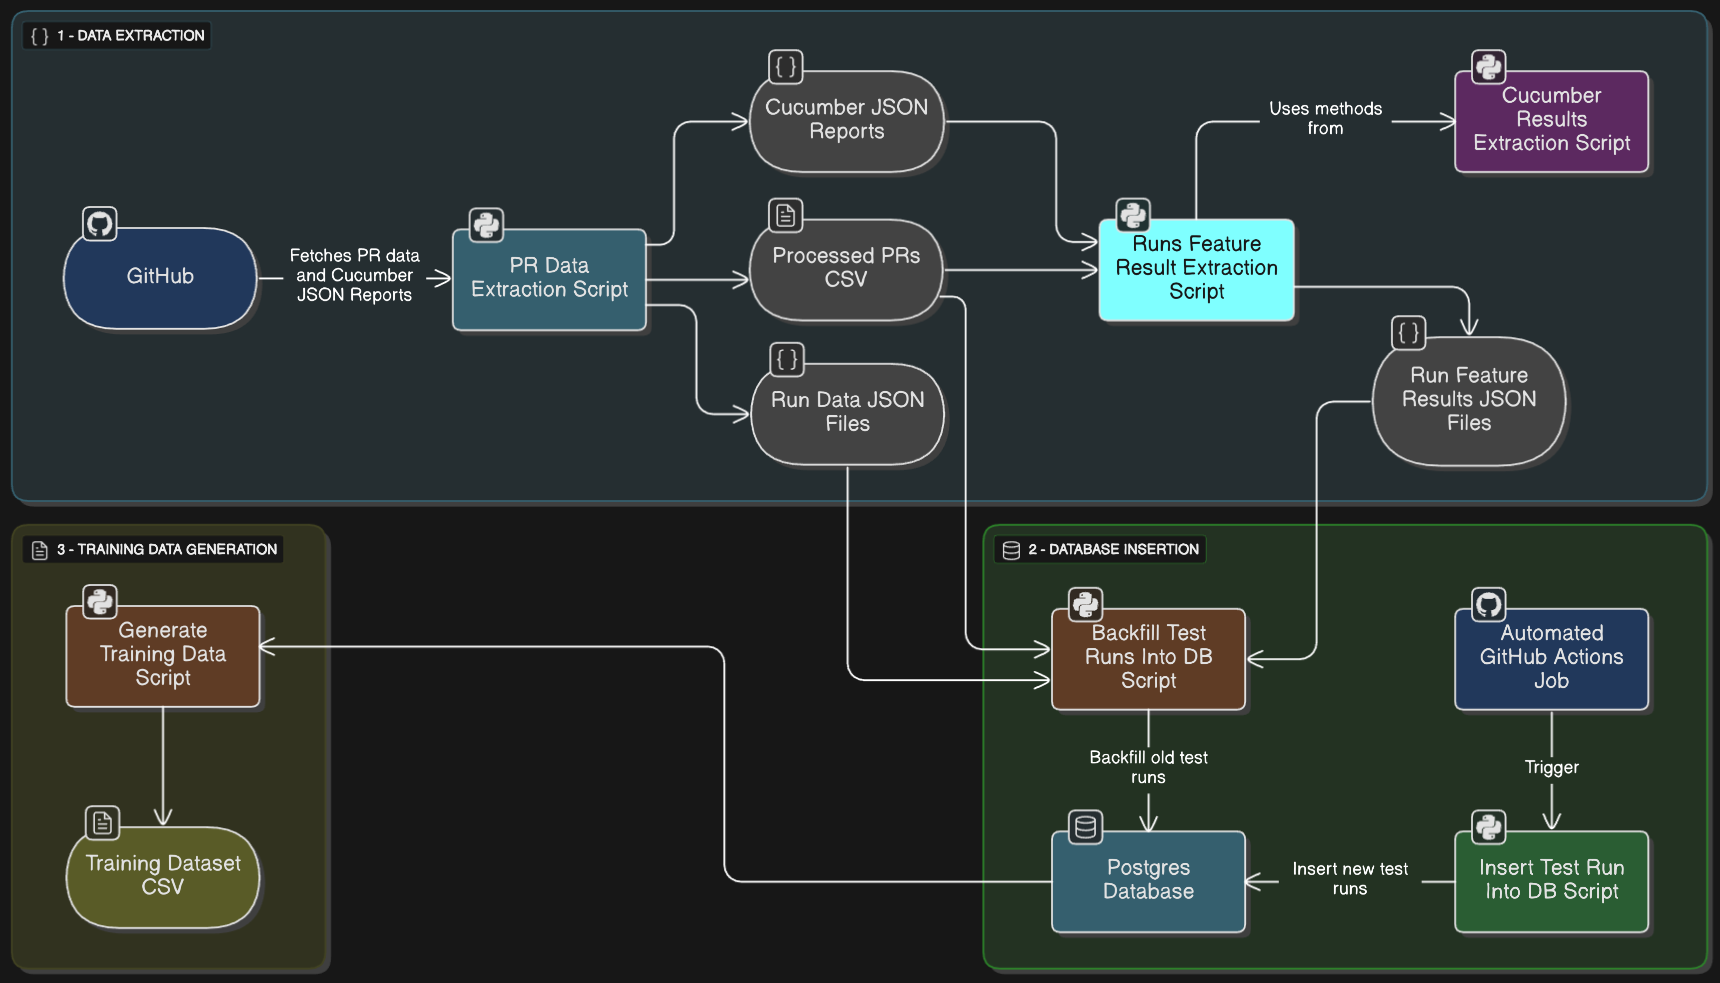 { } 1 - DATA EXTRACTION
{ }
Cucumber JSON
Reports
Uses methods
from
Cucumber
Results
Extraction Script
GitHub
Fetches PR data
and Cucumber
JSON Reports
PR Data
Extraction Script
Processed PRs
CSV
Runs Feature
Result Extraction
Script
{ }
Run Data JSON
Files
{ }
Run Feature
Results JSON
Files
3 - TRAINING DATA GENERATION
Generate
Training Data
Script
Training Dataset
CSV
2 - DATABASE INSERTION
Backfill Test
Runs Into DB
Script
Automated
GitHub Actions
Job
Backfill old test
runs
Trigger
Postgres
Database
Insert new test
runs
Insert Test Run
Into DB Script